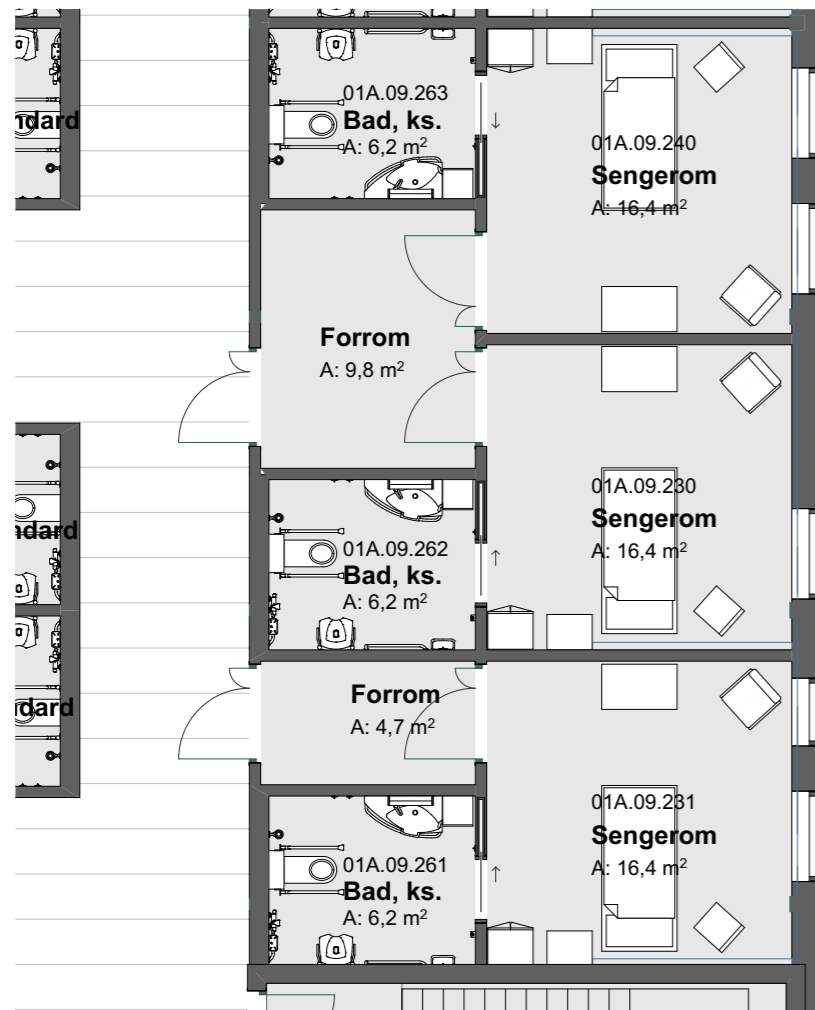 01A.09.263
Bad, ks.
A: 6,2 m²
01A.09.240
Sengerom
A: 16,4 m²
ndard
Forrom
A: 9,8 m²
01A.09.230
Sengerom
A: 16,4 m²
ndard
01A.09.262
Bad, ks.
A: 6,2 m²
Forrom
A: 4,7 m²
dard
01A.09.231
Sengerom
A: 16,4 m²
01A.09.261
Bad, ks.
A: 6,2 m²